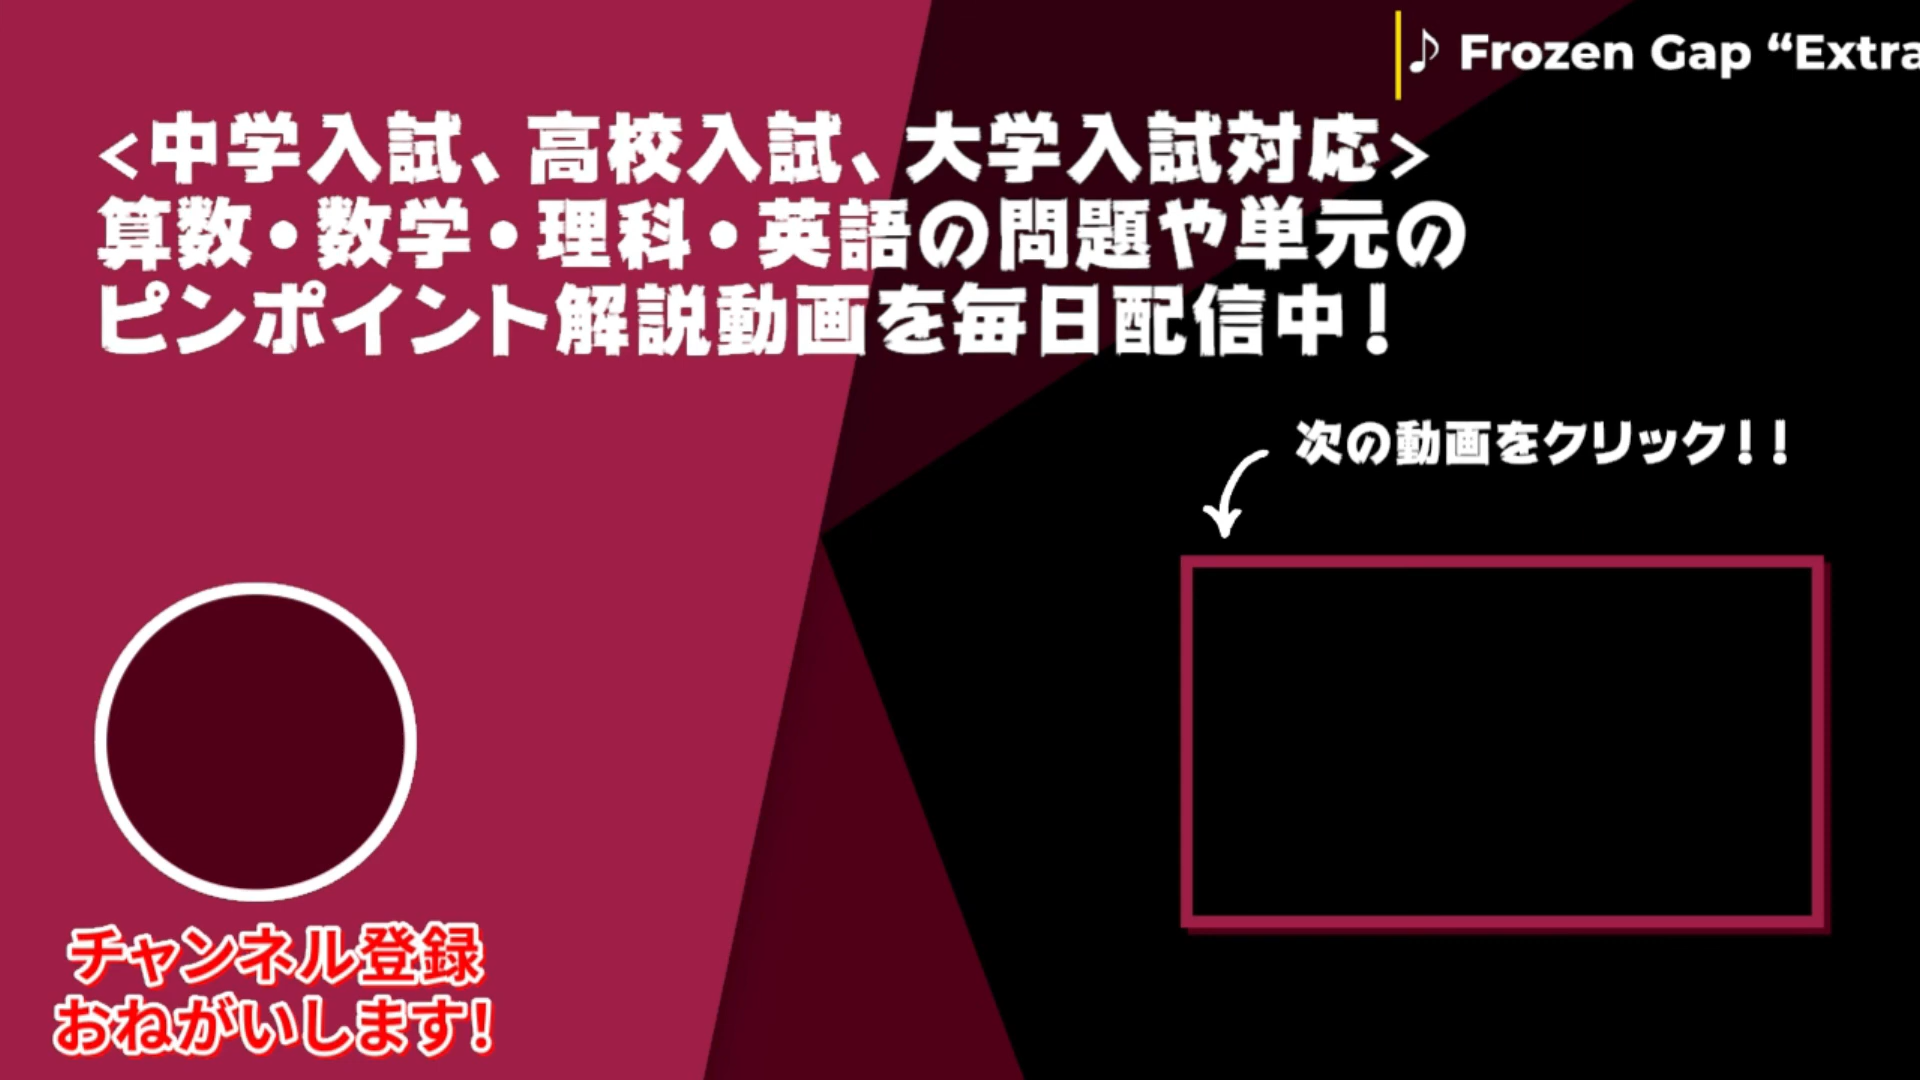 ♪ Frozen Gap “Extra
<中学入試、高校入試、大学入試対応>
算数・数学・理科・英語の問題や単元の
ピンポイント解説動画を毎日配信中！
次の動画をクリック！！
チャンネル登録
おねがいします！